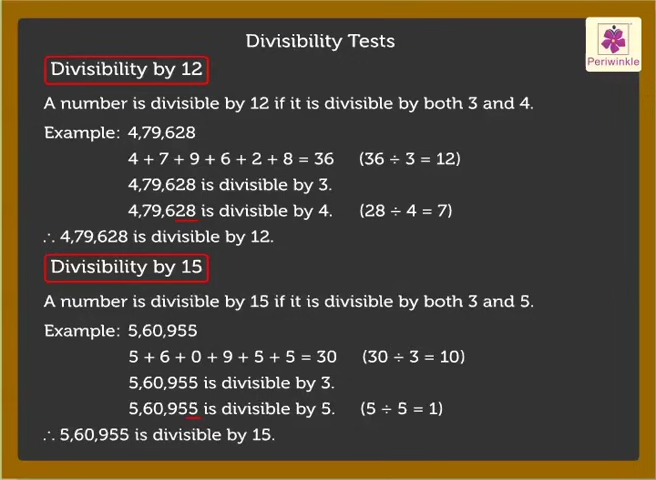 Divisibility Tests
Periwinkle
Divisibility by 12
A number is divisible by 12 if it is divisible by both 3 and 4.
Example: 4,79,628
4 + 7 + 9 + 6 + 2 + 8 = 36 (36 ÷ 3 = 12)
4,79,628 is divisible by 3.
4,79,628 is divisible by 4. (28 ÷ 4 = 7)
∴ 4,79,628 is divisible by 12.
Divisibility by 15
A number is divisible by 15 if it is divisible by both 3 and 5.
Example: 5,60,955
5 + 6 + 0 + 9 + 5 + 5 = 30 (30 ÷ 3 = 10)
5,60,955 is divisible by 3.
5,60,955 is divisible by 5. (5 ÷ 5 = 1)
∴ 5,60,955 is divisible by 15.